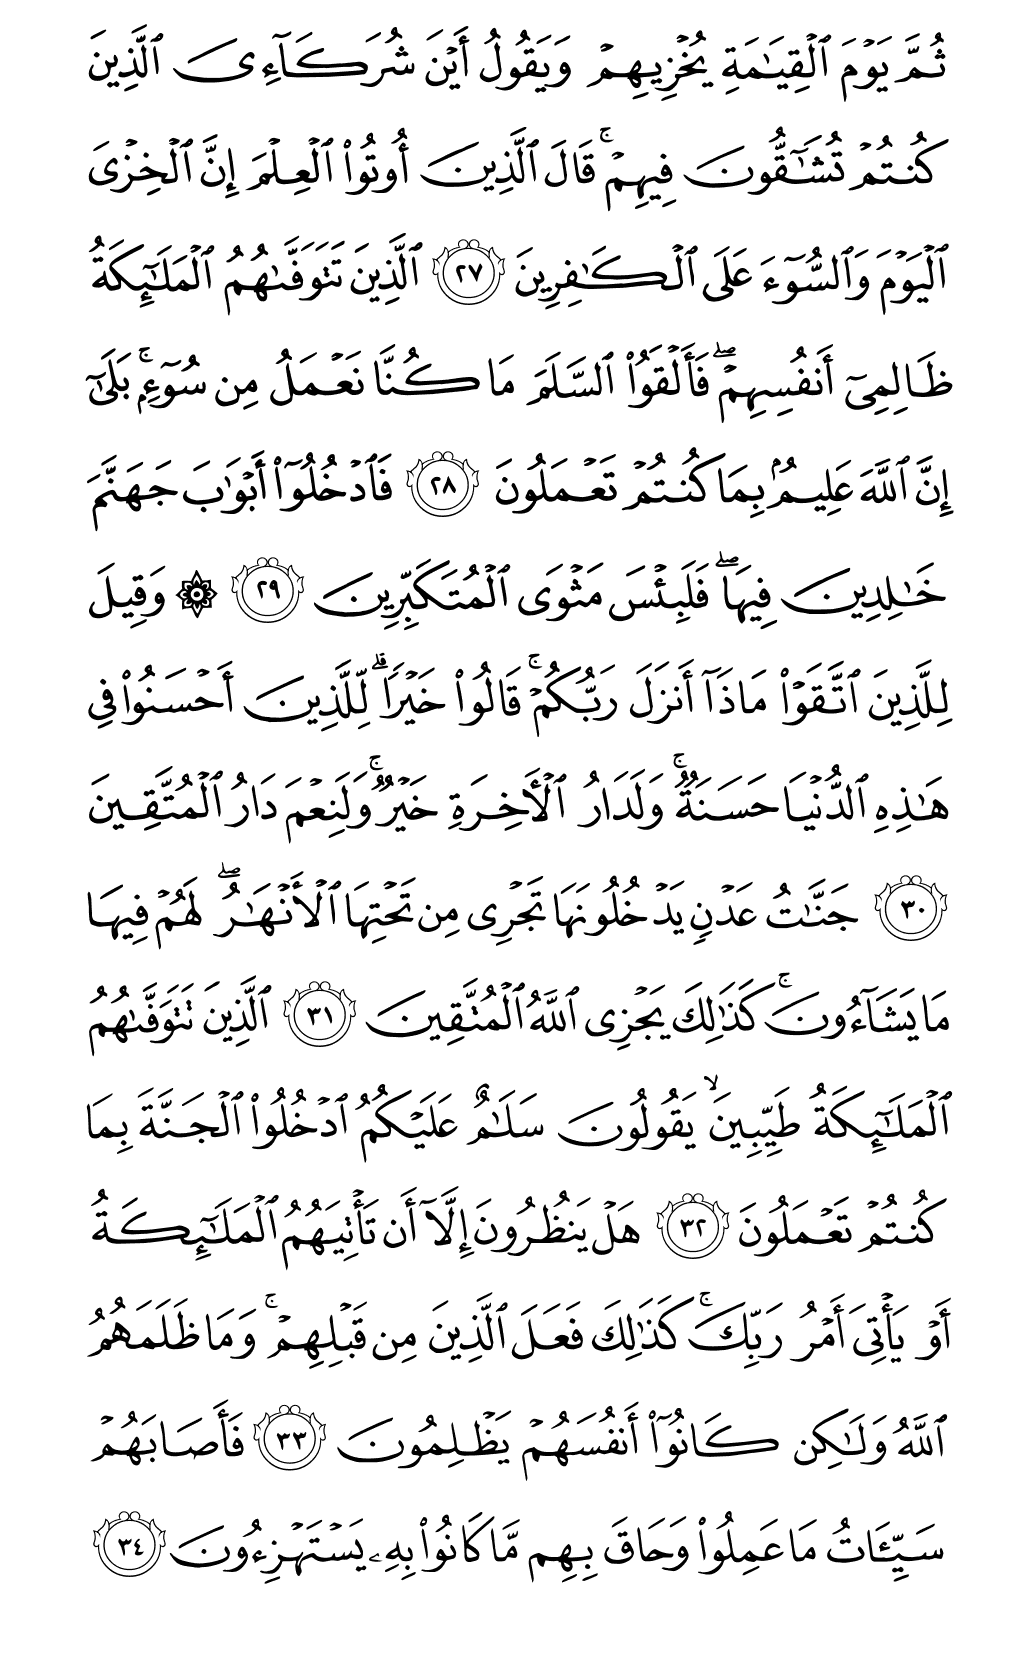 ثُمَّ يَوْمَ ٱلْقِيَٰمَةِ يُخْزِيهِمْ وَيَقُولُ أَيْنَ شُرَكَآءِىَ ٱلَّذِينَ
كُنتُمْ تُشَٰٓقُّونَ فِيهِمْ ۚ قَالَ ٱلَّذِينَ أُوتُوا۟ ٱلْعِلْمَ إِنَّ ٱلْخِزْىَ
ٱلْيَوْمَ وَٱلسُّوٓءَ عَلَى ٱلْكَٰفِرِينَ ٢٧ ٱلَّذِينَ تَتَوَفَّىٰهُمُ ٱلْمَلَٰٓئِكَةُ
ظَالِمِىٓ أَنفُسِهِمْ ۖ فَأَلْقَوُا۟ ٱلسَّلَمَ مَا كُنَّا نَعْمَلُ مِن سُوٓءٍۭ ۚ بَلَىٰٓ
إِنَّ ٱللَّهَ عَلِيمٌۢ بِمَا كُنتُمْ تَعْمَلُونَ ٢٨ فَٱدْخُلُوٓا۟ أَبْوَٰبَ جَهَنَّمَ
خَٰلِدِينَ فِيهَا ۖ فَلَبِئْسَ مَثْوَى ٱلْمُتَكَبِّرِينَ ٢٩ ۞ وَقِيلَ
لِلَّذِينَ ٱتَّقَوْا۟ مَاذَآ أَنزَلَ رَبُّكُمْ ۚ قَالُوا۟ خَيْرًا ۗ لِّلَّذِينَ أَحْسَنُوا۟ فِى
هَٰذِهِ ٱلدُّنْيَا حَسَنَةٌ ۚ وَلَدَارُ ٱلْءَاخِرَةِ خَيْرٌ ۚ وَلَنِعْمَ دَارُ ٱلْمُتَّقِينَ
٣٠ جَنَّٰتُ عَدْنٍ يَدْخُلُونَهَا تَجْرِى مِن تَحْتِهَا ٱلْأَنْهَٰرُ ۖ لَهُمْ فِيهَا
مَا يَشَآءُونَ ۚ كَذَٰلِكَ يَجْزِى ٱللَّهُ ٱلْمُتَّقِينَ ٣١ ٱلَّذِينَ تَتَوَفَّىٰهُمُ
ٱلْمَلَٰٓئِكَةُ طَيِّبِينَ ۙ يَقُولُونَ سَلَٰمٌ عَلَيْكُمُ ٱدْخُلُوا۟ ٱلْجَنَّةَ بِمَا
كُنتُمْ تَعْمَلُونَ ٣٢ هَلْ يَنظُرُونَ إِلَّآ أَن تَأْتِيَهُمُ ٱلْمَلَٰٓئِكَةُ
أَوْ يَأْتِىَ أَمْرُ رَبِّكَ ۚ كَذَٰلِكَ فَعَلَ ٱلَّذِينَ مِن قَبْلِهِمْ ۚ وَمَا ظَلَمَهُمُ
ٱللَّهُ وَلَٰكِن كَانُوٓا۟ أَنفُسَهُمْ يَظْلِمُونَ ٣٣ فَأَصَابَهُمْ
سَيِّـَٔاتُ مَا عَمِلُوا۟ وَحَاقَ بِهِم مَّا كَانُوا۟ بِهِۦ يَسْتَهْزِءُونَ ٣٤